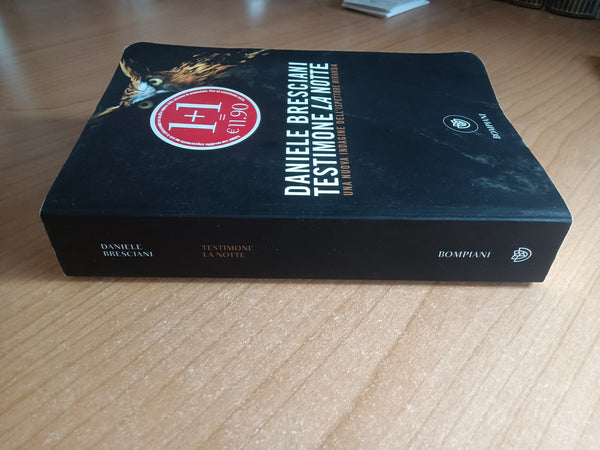 DANIELE BRESCIANI
TESTIMONE LA NOTTE
UNA NUOVA INDAGINE DELL'ISPETTORE MIRANDA
1+1
=
€11.90
BOMPIANI
DANIELE
BRESCIANI
TESTIMONE
LA NOTTE
BOMPIANI